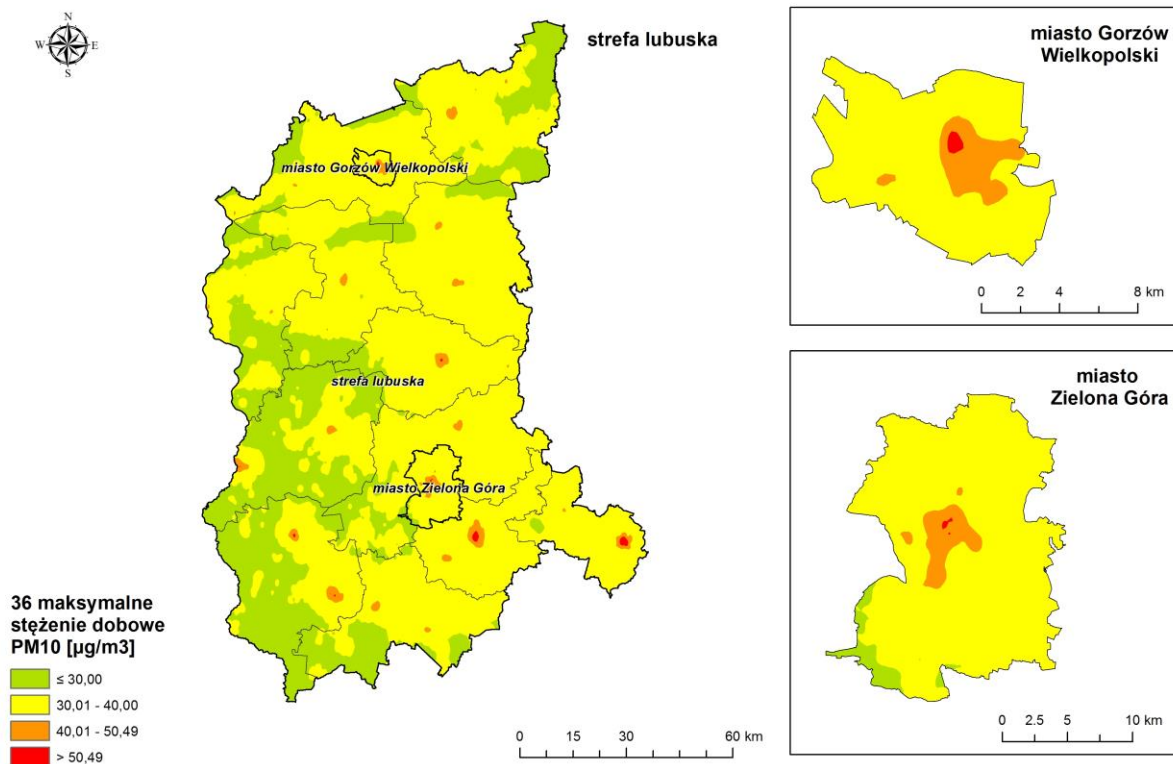 N
W E
S
strefa lubuska
miasto Gorzów Wielkopolski
strefa lubuska
miasto Zielona Góra
36 maksymalne
stężenie dobowe
PM10 [µg/m3]
≤ 30,00
30,01 - 40,00
40,01 - 50,49
> 50,49
0 15 30 60 km
miasto Gorzów
Wielkopolski
0 2 4 8 km
miasto
Zielona Góra
0 2.5 5 10 km